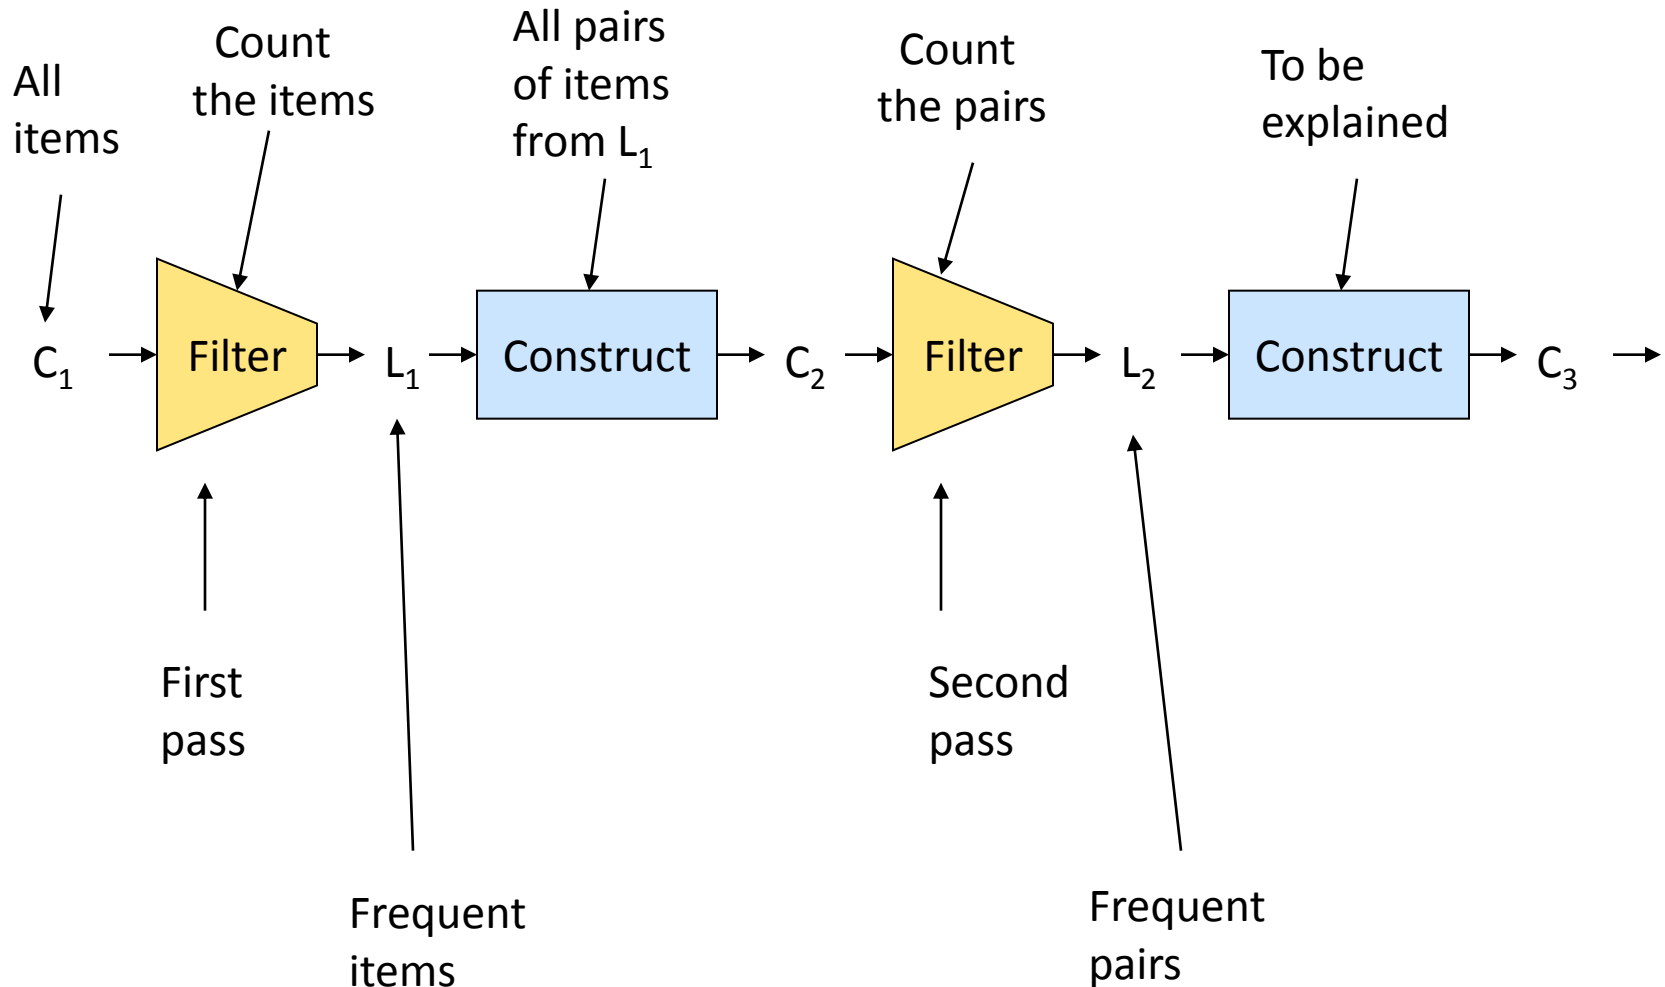 All
items
Count
the items
All pairs
of items
from L₁
Count
the pairs
To be
explained
C₁
Filter
L₁
Construct
C₂
Filter
L₂
Construct
C₃
First
pass
Second
pass
Frequent
items
Frequent
pairs